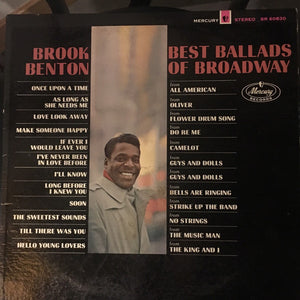 MERCURY STEREO SR 60830
BROOK
BENTON
BEST BALLADS
OF BROADWAY
Mercury
RECORDS
ONCE UPON A TIME
from
ALL AMERICAN
AS LONG AS
SHE NEEDS ME
from
OLIVER
LOVE LOOK AWAY
from
FLOWER DRUM SONG
MAKE SOMEONE HAPPY
from
DO RE ME
IF EVER I
WOULD LEAVE YOU
from
CAMELOT
I'VE NEVER BEEN
IN LOVE BEFORE
from
GUYS AND DOLLS
I'LL KNOW
from
GUYS AND DOLLS
LONG BEFORE
I KNEW YOU
from
BELLS ARE RINGING
SOON
from
STRIKE UP THE BAND
THE SWEETEST SOUNDS
from
NO STRINGS
TILL THERE WAS YOU
from
THE MUSIC MAN
HELLO YOUNG LOVERS
from
THE KING AND I